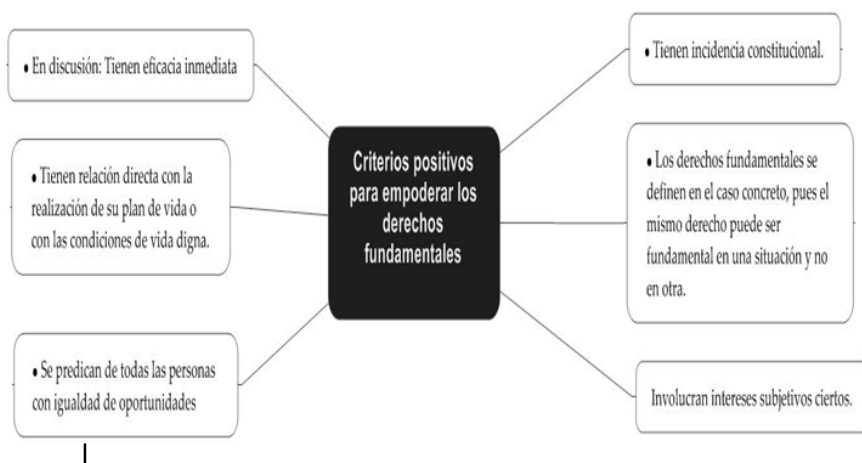 • En discusión: Tienen eficacia inmediata
• Tienen relación directa con la
realización de su plan de vida o
con las condiciones de vida digna.
• Se predican de todas las personas
con igualdad de oportunidades
Criterios positivos
para empoderar los
derechos
fundamentales
• Tienen incidencia constitucional.
• Los derechos fundamentales se
definen en el caso concreto, pues el
mismo derecho puede ser
fundamental en una situación y no
en otra.
Involucran intereses subjetivos ciertos.